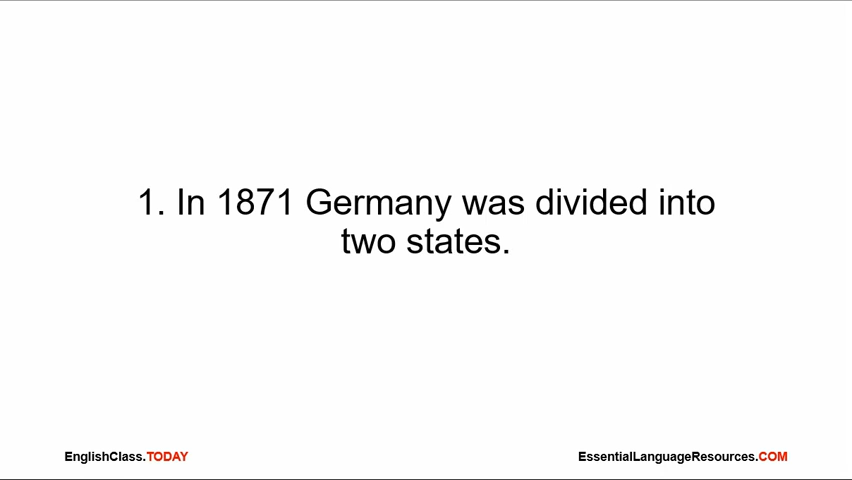 1. In 1871 Germany was divided into
two states.
EnglishClass.TODAY
EssentialLanguageResources.COM